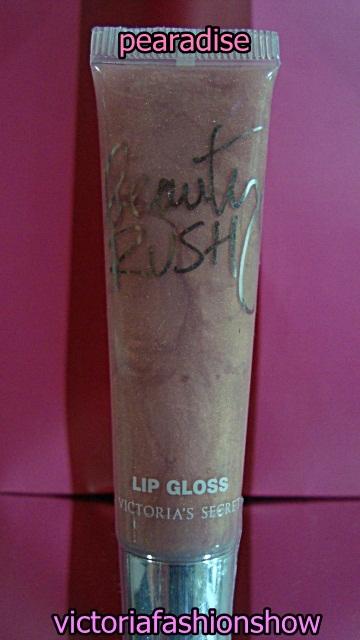 pearadise
Beauty
RUSH
LIP GLOSS
VICTORIA'S SECRET
victoriafashionshow